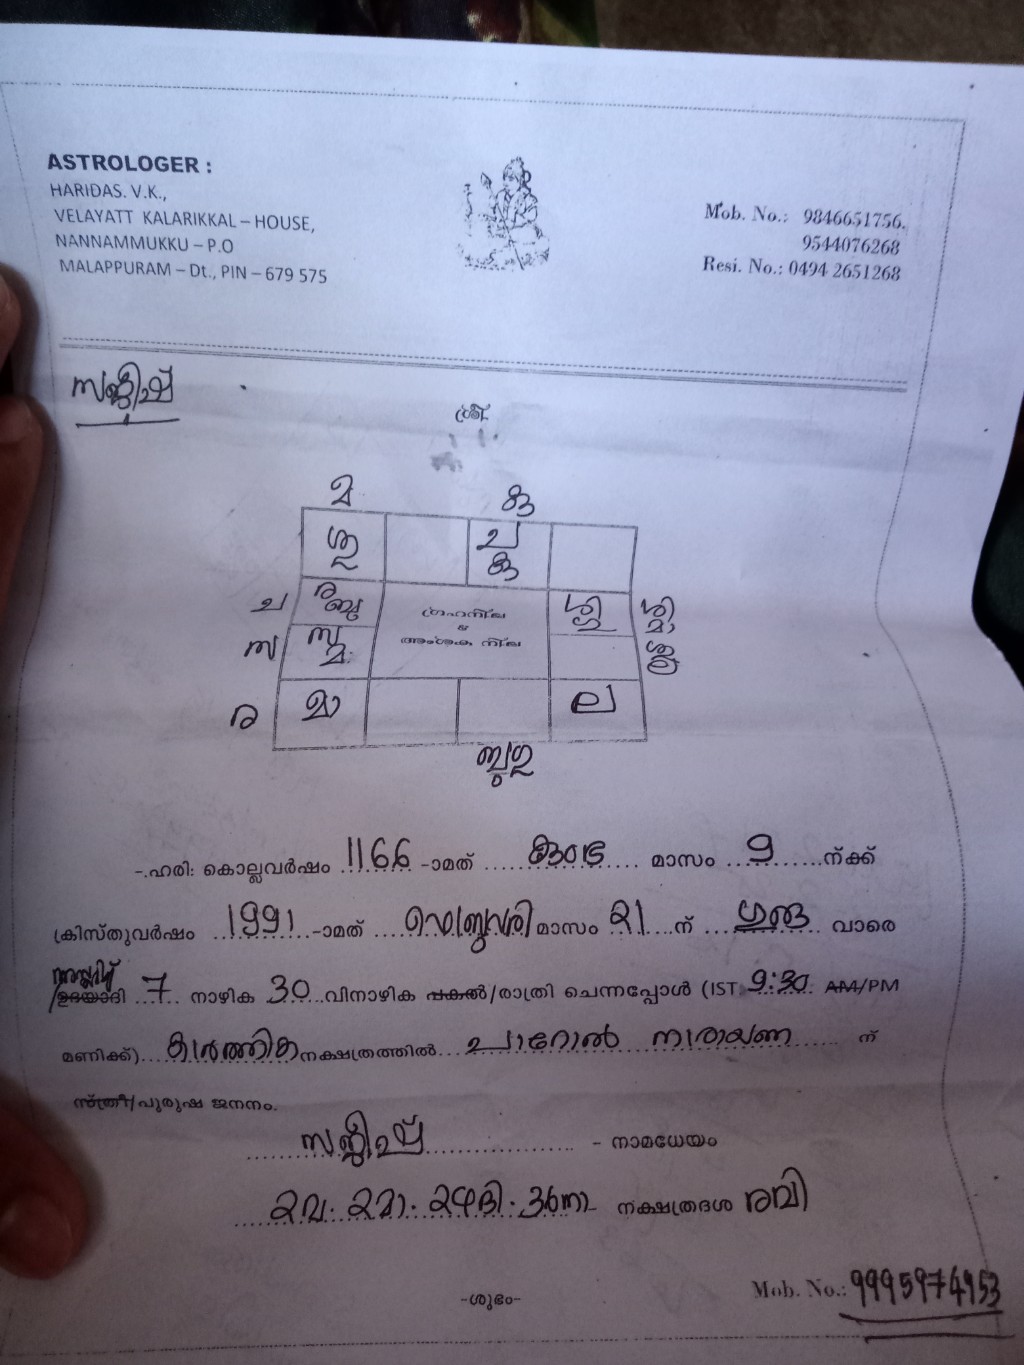 ASTROLOGER :
HARIDAS. V.K.,
VELAYATT KALARIKKAL – HOUSE,
NANNAMMUKKU – P.O
MALAPPURAM – Dt., PIN – 679 575
Mob. No.: 9846651756,
9544076268
Resi. No.: 0494 2651268
സജീഷ്
ശ്രീ:
മ കു
ശു ച കു
ച ര ബു ഗ്രഹനില ശി ഗു ശി മാ
സ സ മ: & അംശക നില ശു ല
ര മാ ല
ബു ഗു
-.ഹരി: കൊല്ലവർഷം 1166 -ാമത് കുംഭ മാസം 9 ന്ക്ക്
ക്രിസ്തുവർഷം 1991 -ാമത് ഫെബ്രുവരി മാസം 21 ന് ഗുരു വാരെ
അസ്തമിച്ച് /ഉദയാദി 7 നാഴിക 30 വിനാഴിക പകൽ/രാത്രി ചെന്നപ്പോൾ (IST 9:30 AM/PM
മണിക്ക്) കാർത്തിക നക്ഷത്രത്തിൽ നാരായണ ന്
സ്ത്രീ/പുരുഷ ജനനം.
സജീഷ് - നാമധേയം
2വ. 2മാ. 24ദി. 36നാ നക്ഷത്രദശ രവി
Mob. No.: 9995974953
-ശുഭം-